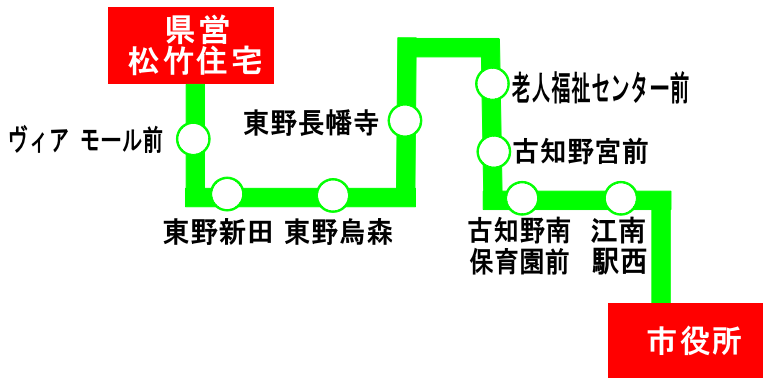 県営
松竹住宅
ヴィア モール前
東野新田
東野烏森
東野長幡寺
老人福祉センター前
古知野宮前
古知野南
保育園前
江南
駅西
市役所